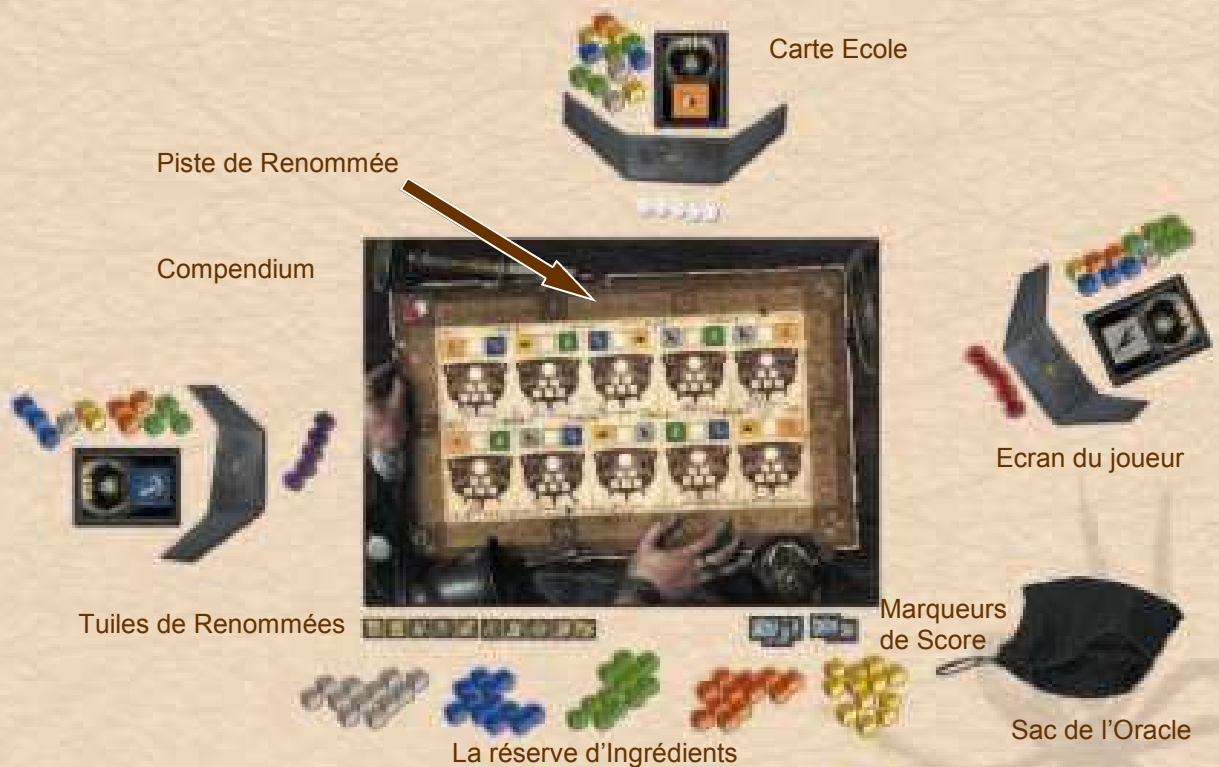 Carte Ecole
Piste de Renommée
Compendium
Ecran du joueur
Tuiles de Renommées
Marqueurs
de Score
Sac de l’Oracle
La réserve d’Ingrédients